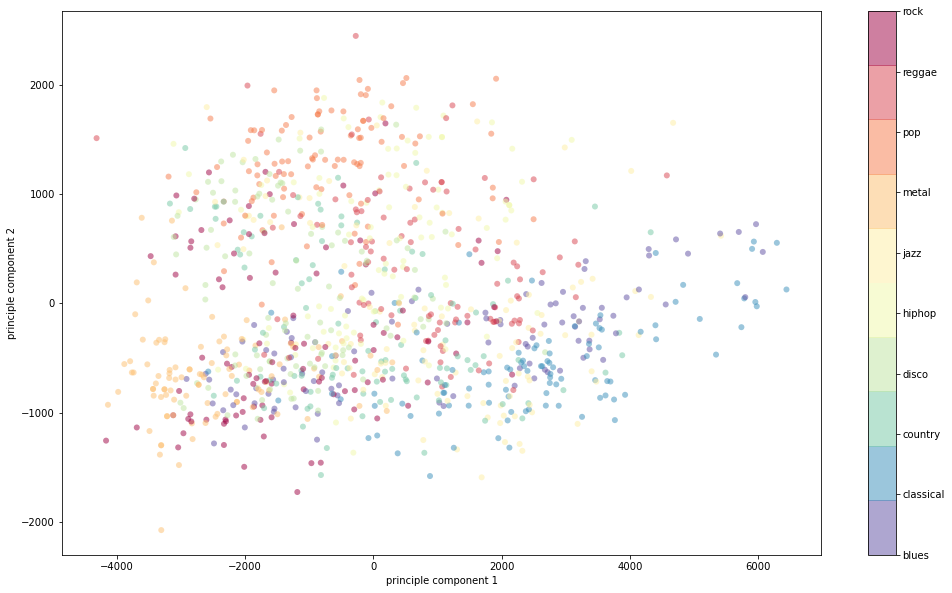 2000
1000
0
−1000
−2000
principle component 2
−4000
−2000
0
2000
4000
6000
principle component 1
rock
reggae
pop
metal
jazz
hiphop
disco
country
classical
blues